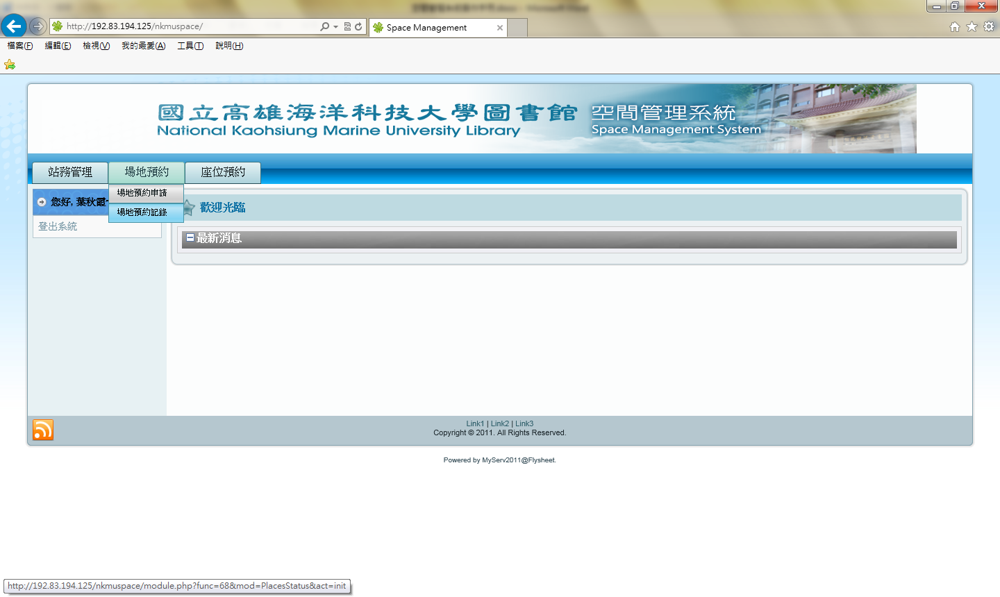 http://192.83.194.125/nkmuspace/
Space Management
檔案(F) 編輯(E) 檢視(V) 我的最愛(A) 工具(T) 說明(H)
國立高雄海洋科技大學圖書館 空間管理系統
National Kaohsiung Marine University Library Space Management System
站務管理 場地預約 座位預約
場地預約申請
場地預約記錄
您好, 葉秋霞
登出系統
歡迎光臨
最新消息
Link1 | Link2 | Link3
Copyright © 2011. All Rights Reserved.
Powered by MyServ2011@Flysheet.
http://192.83.194.125/nkmuspace/module.php?func=68&mod=PlacesStatus&act=init